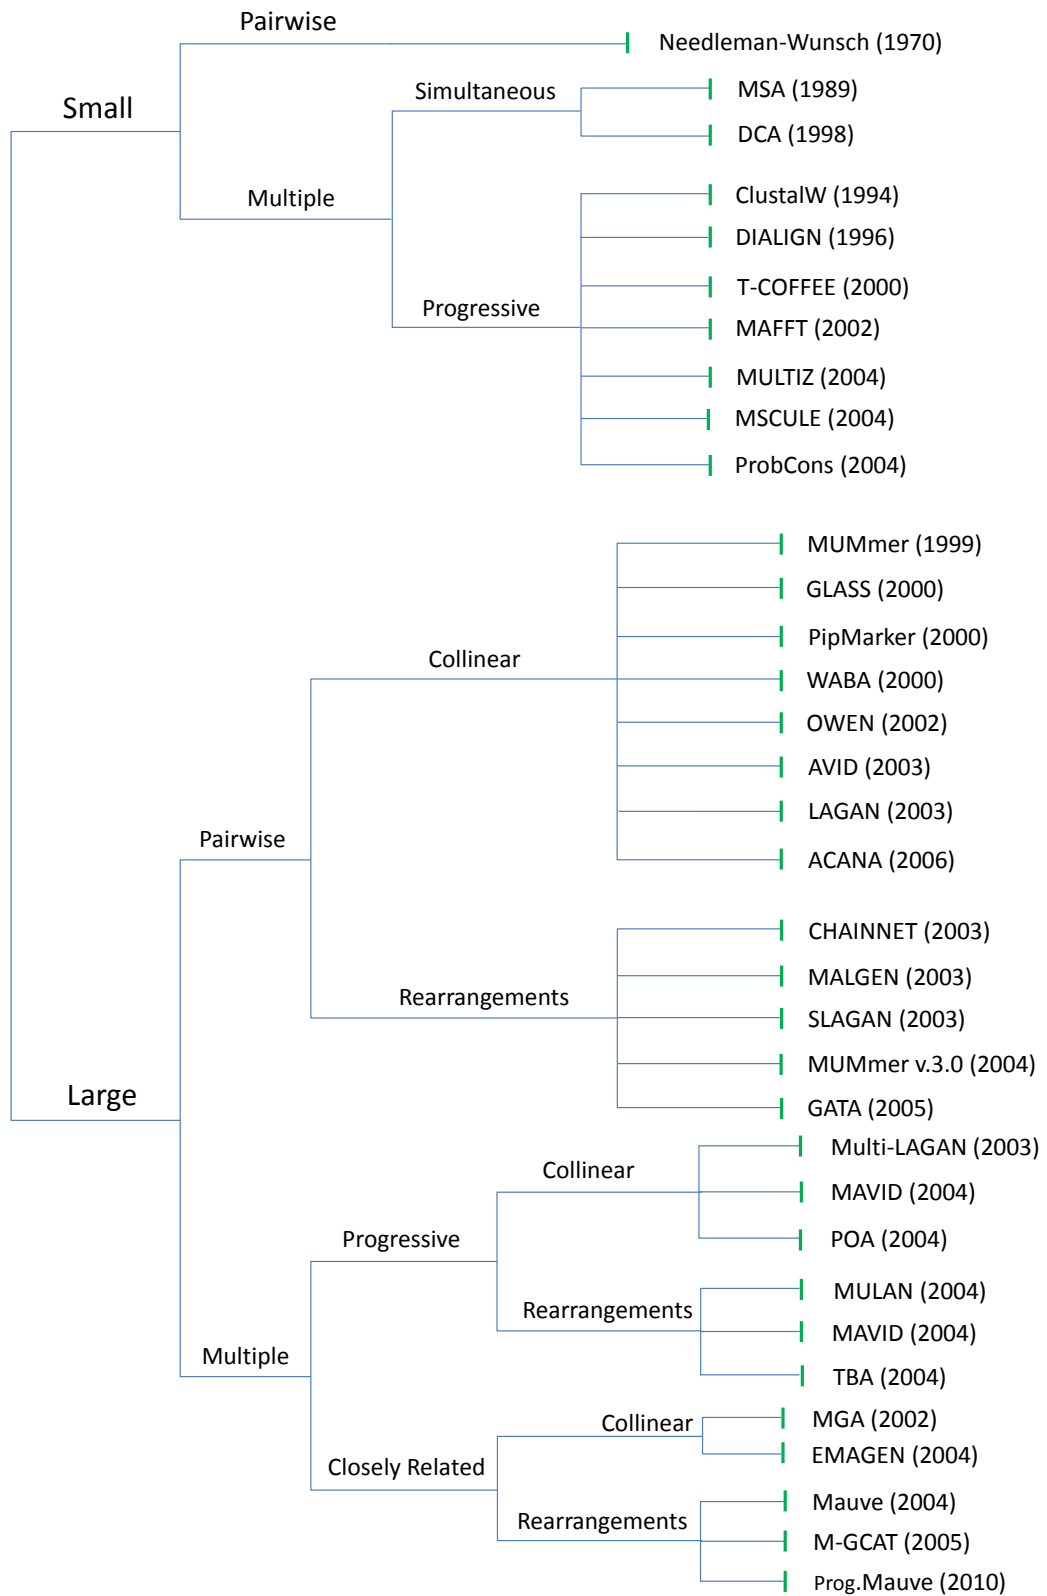 Pairwise
Needleman-Wunsch (1970)
Small
Simultaneous
MSA (1989)
DCA (1998)
Multiple
ClustalW (1994)
DIALIGN (1996)
T-COFFEE (2000)
Progressive
MAFFT (2002)
MULTIZ (2004)
MSCULE (2004)
ProbCons (2004)
MUMmer (1999)
GLASS (2000)
PipMarker (2000)
Collinear
WABA (2000)
OWEN (2002)
AVID (2003)
LAGAN (2003)
Pairwise
ACANA (2006)
CHAINNET (2003)
MALGEN (2003)
Rearrangements
SLAGAN (2003)
MUMmer v.3.0 (2004)
Large
GATA (2005)
Multi-LAGAN (2003)
Collinear
MAVID (2004)
Progressive
POA (2004)
MULAN (2004)
Rearrangements
MAVID (2004)
Multiple
TBA (2004)
MGA (2002)
Collinear
EMAGEN (2004)
Closely Related
Mauve (2004)
Rearrangements
M-GCAT (2005)
Prog.Mauve (2010)